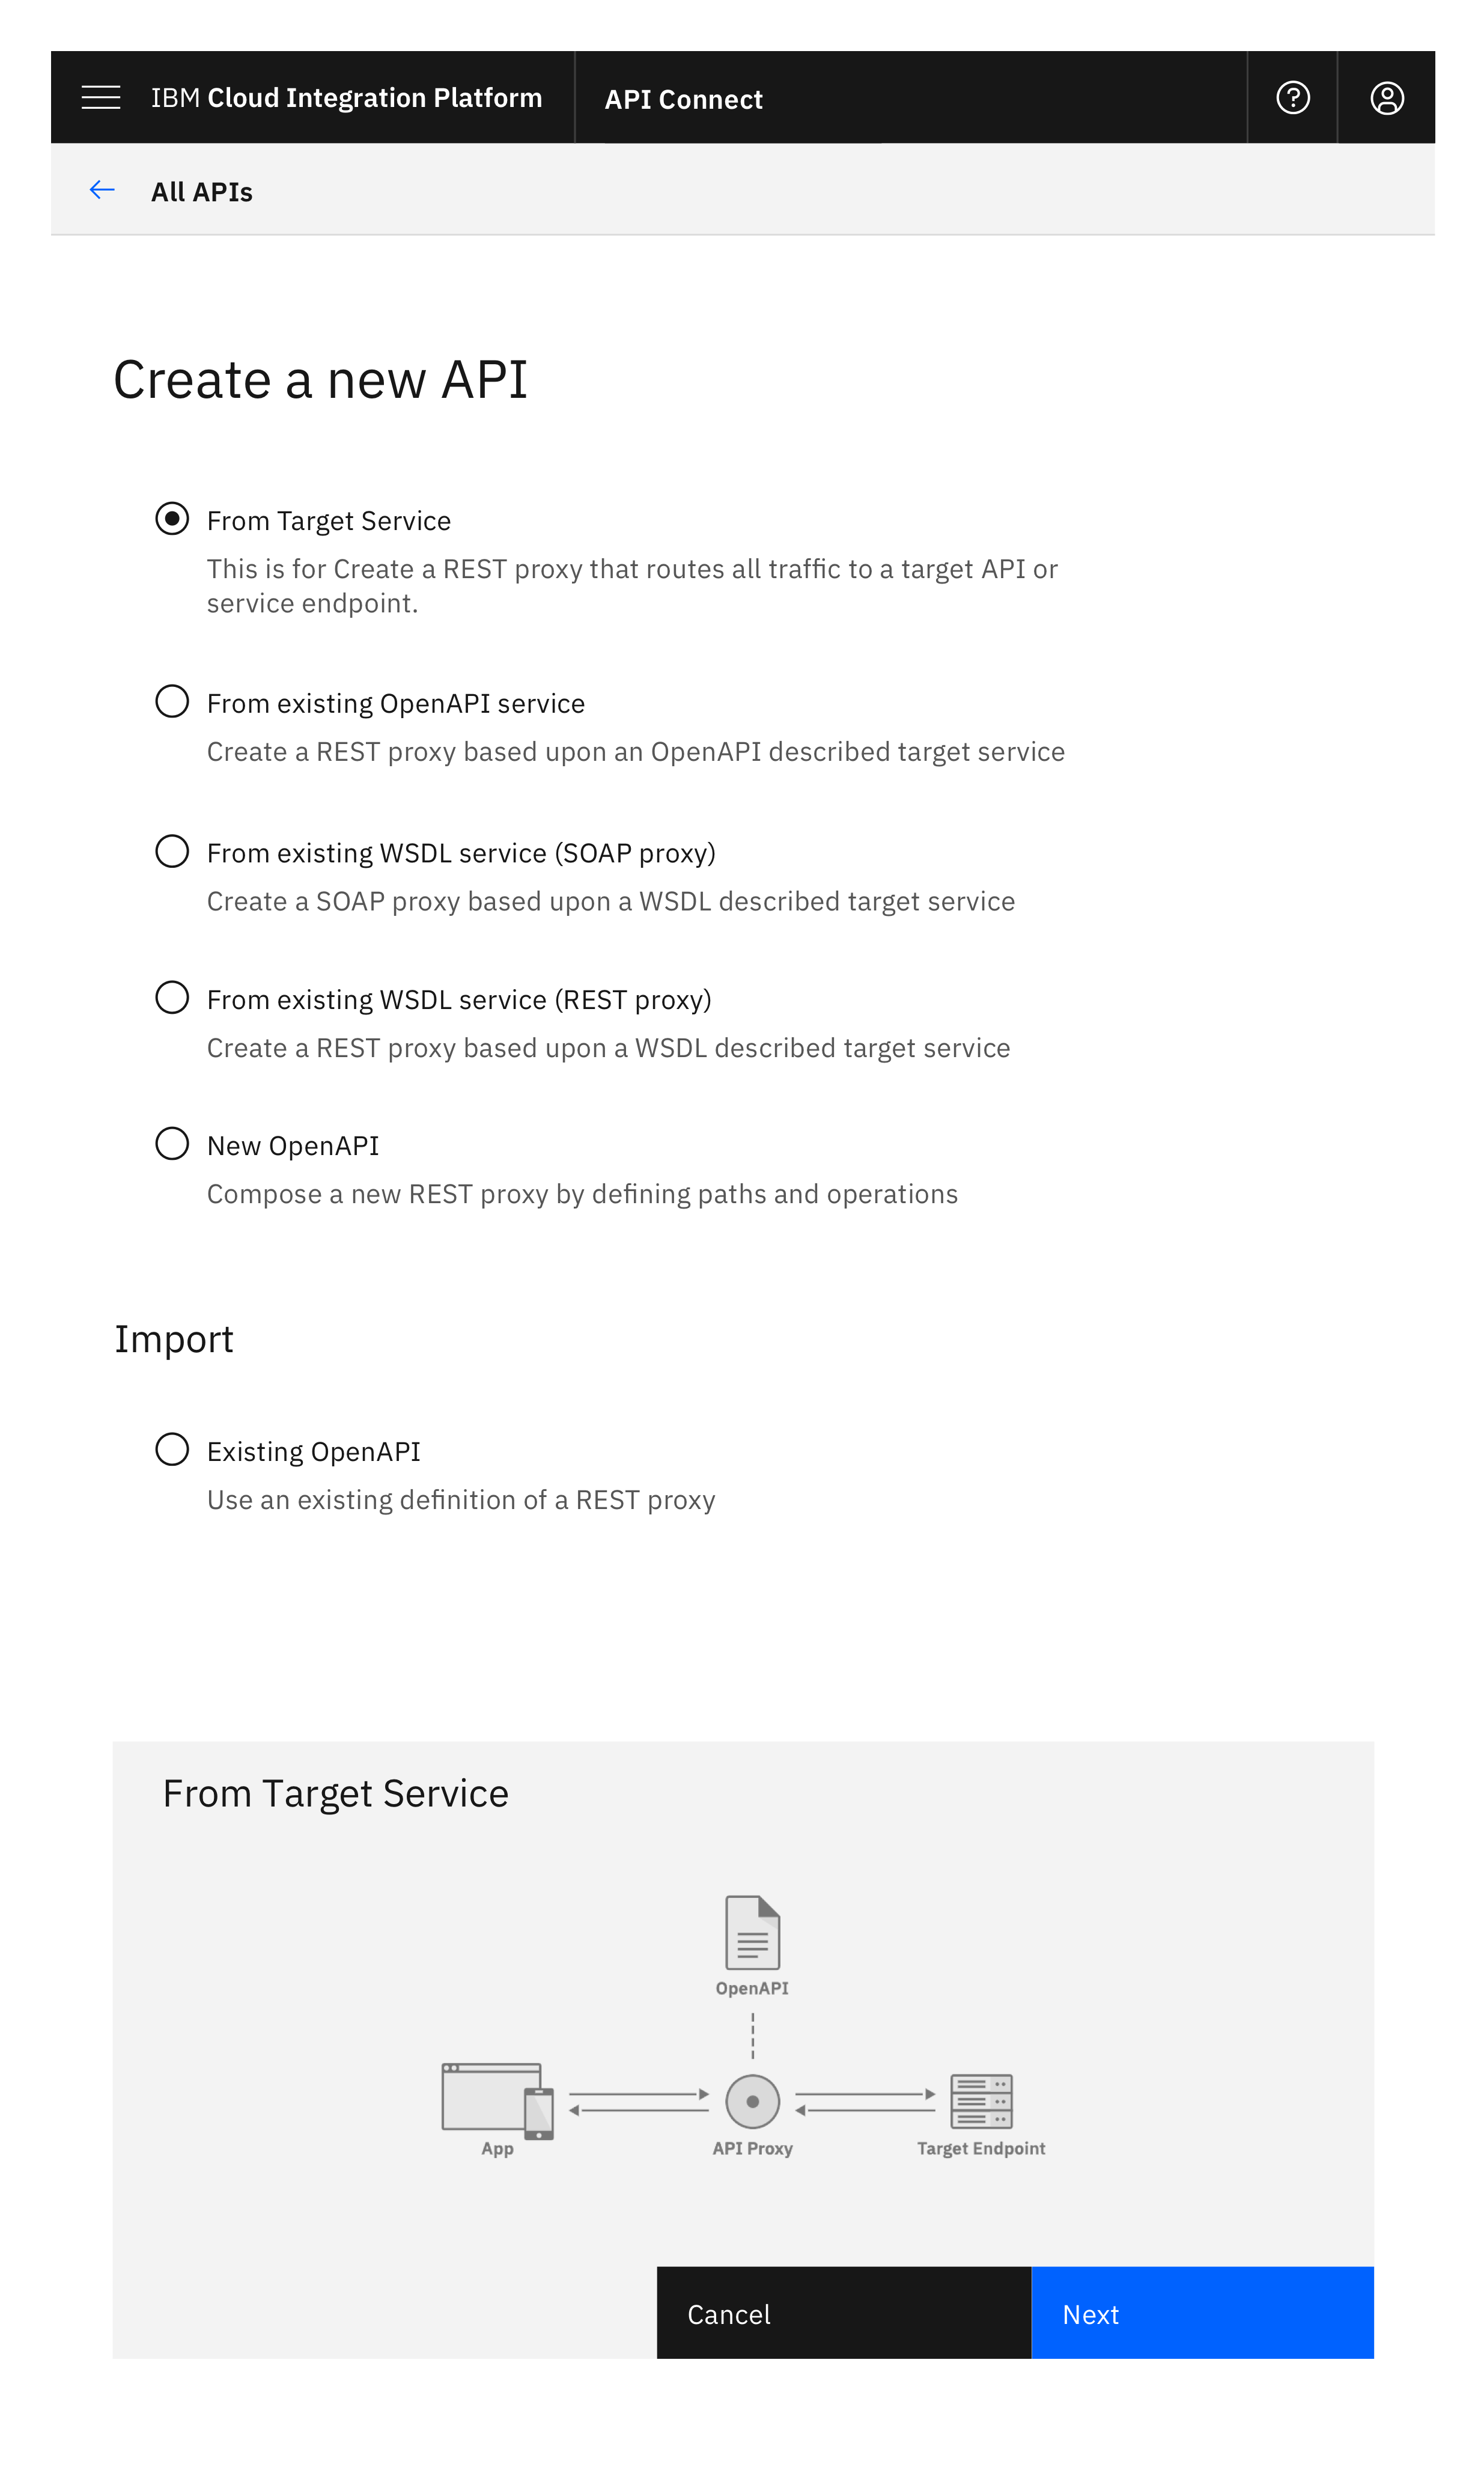 IBM Cloud Integration Platform
API Connect
All APIs
Create a new API
From Target Service
This is for Create a REST proxy that routes all traffic to a target API or
service endpoint.
From existing OpenAPI service
Create a REST proxy based upon an OpenAPI described target service
From existing WSDL service (SOAP proxy)
Create a SOAP proxy based upon a WSDL described target service
From existing WSDL service (REST proxy)
Create a REST proxy based upon a WSDL described target service
New OpenAPI
Compose a new REST proxy by defining paths and operations
Import
Existing OpenAPI
Use an existing definition of a REST proxy
From Target Service
OpenAPI
App
API Proxy
Target Endpoint
Cancel
Next